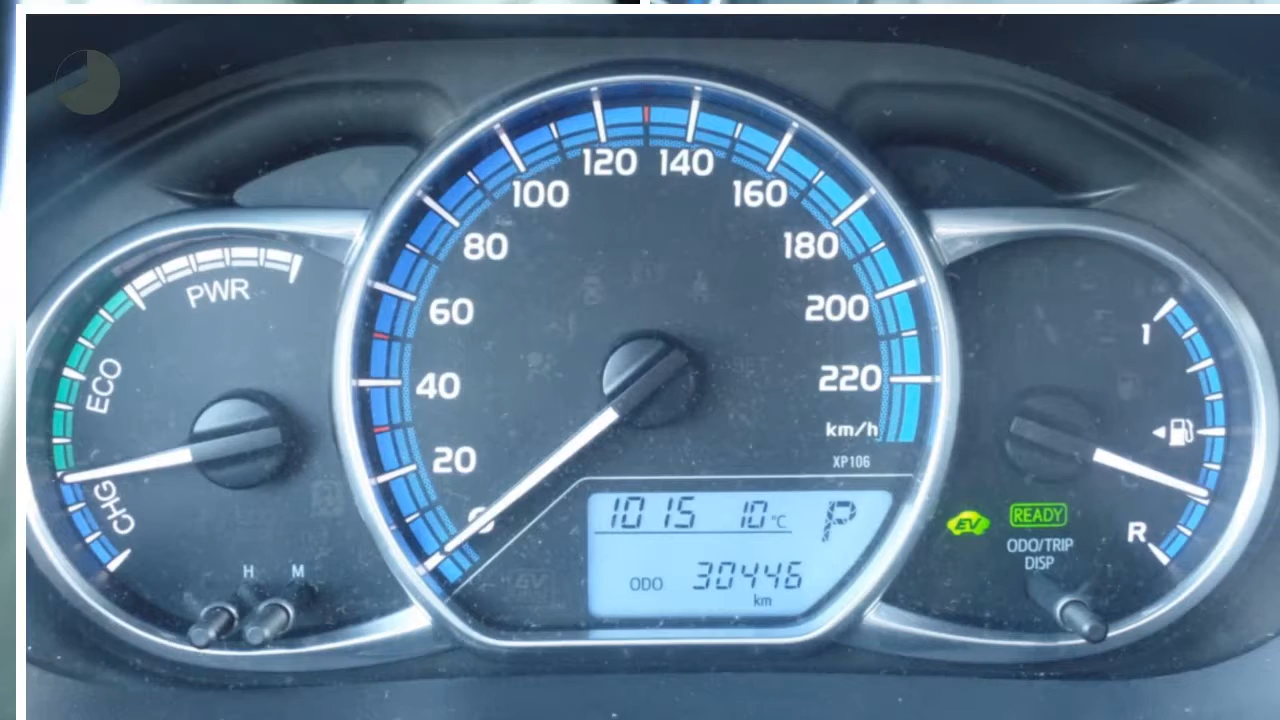 120 140
100 160
80 180
60 200
40 220
20 km/h
0 XP106
PWR
ECO
CHG
H M
10 15 10 °C P
ODO 30446
km
EV READY
ODO/TRIP
DISP
1
R